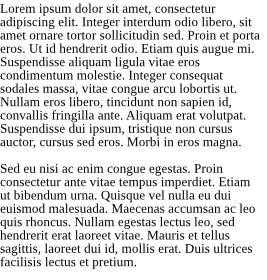 Lorem ipsum dolor sit amet, consectetur
adipiscing elit. Integer interdum odio libero, sit
amet ornare tortor sollicitudin sed. Proin et porta
eros. Ut id hendrerit odio. Etiam quis augue mi.
Suspendisse aliquam ligula vitae eros
condimentum molestie. Integer consequat
sodales massa, vitae congue arcu lobortis ut.
Nullam eros libero, tincidunt non sapien id,
convallis fringilla ante. Aliquam erat volutpat.
Suspendisse dui ipsum, tristique non cursus
auctor, cursus sed eros. Morbi in eros magna.

Sed eu nisi ac enim congue egestas. Proin
consectetur ante vitae tempus imperdiet. Etiam
ut bibendum urna. Quisque vel nulla eu dui
euismod malesuada. Maecenas accumsan ac leo
quis rhoncus. Nullam egestas lectus leo, sed
hendrerit erat laoreet vitae. Mauris et tellus
sagittis, laoreet dui id, mollis erat. Duis ultrices
facilisis lectus et pretium.